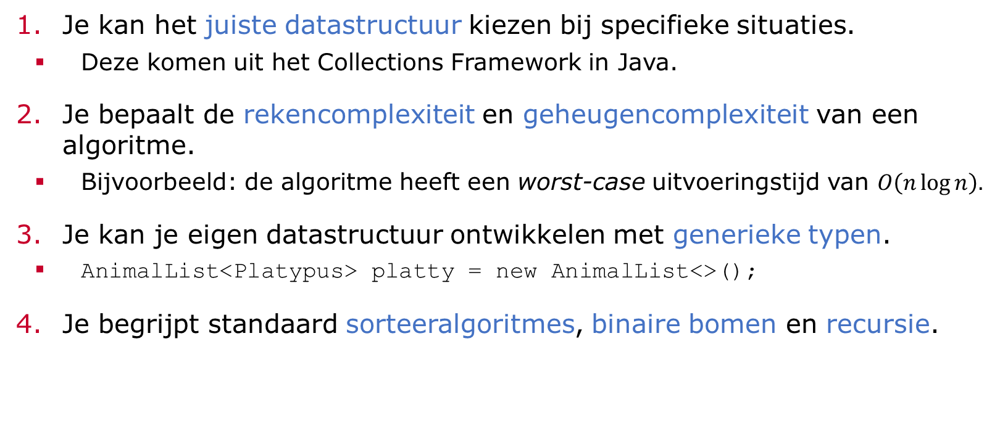 1. Je kan het juiste datastructuur kiezen bij specifieke situaties.
▪ Deze komen uit het Collections Framework in Java.
2. Je bepaalt de rekencomplexiteit en geheugencomplexiteit van een
algoritme.
▪ Bijvoorbeeld: de algoritme heeft een worst-case uitvoeringstijd van O(n log n).
3. Je kan je eigen datastructuur ontwikkelen met generieke typen.
▪ AnimalList<Platypus> platty = new AnimalList<>();
4. Je begrijpt standaard sorteeralgoritmes, binaire bomen en recursie.